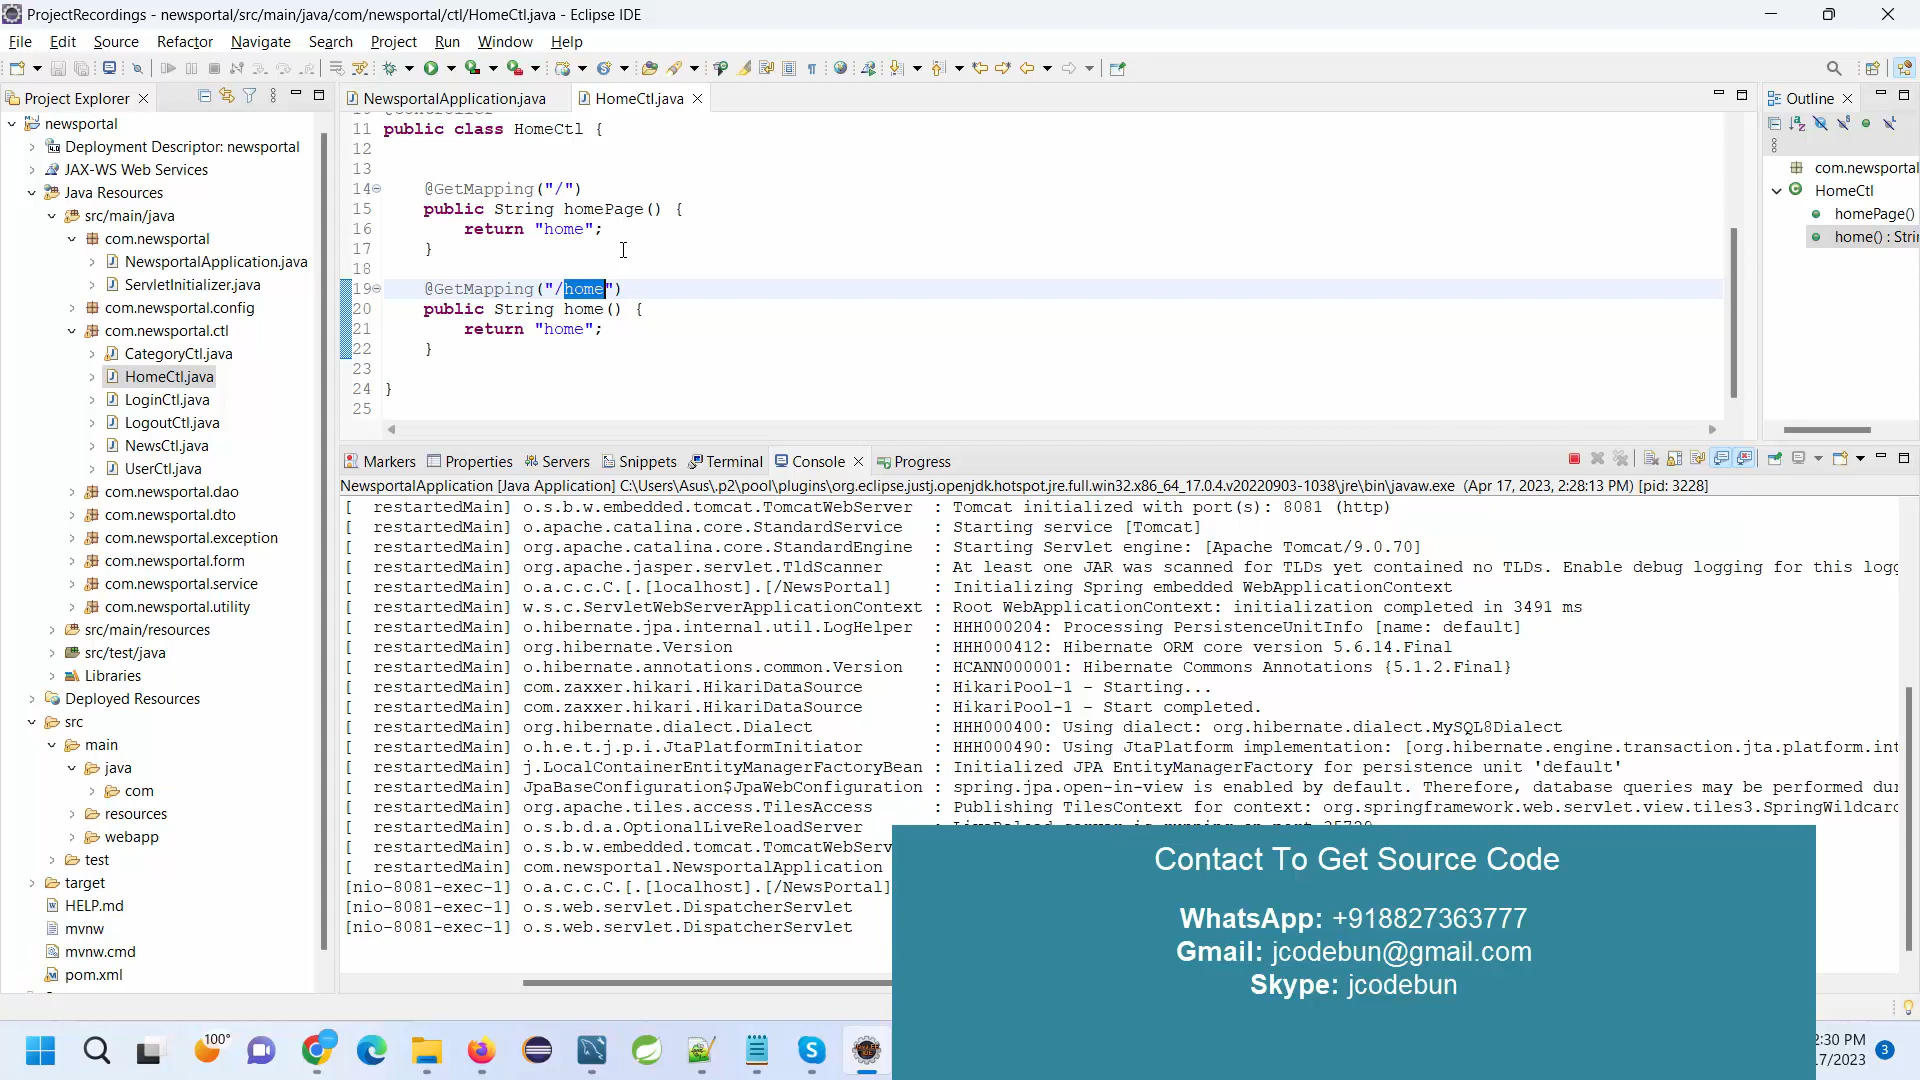 ProjectRecordings - newsportal/src/main/java/com/newsportal/ctl/HomeCtl.java - Eclipse IDE
File Edit Source Refactor Navigate Search Project Run Window Help
Project Explorer
newsportal
Deployment Descriptor: newsportal
JAX-WS Web Services
Java Resources
src/main/java
com.newsportal
NewsportalApplication.java
ServletInitializer.java
com.newsportal.config
com.newsportal.ctl
CategoryCtl.java
HomeCtl.java
LoginCtl.java
LogoutCtl.java
NewsCtl.java
UserCtl.java
com.newsportal.dao
com.newsportal.dto
com.newsportal.exception
com.newsportal.form
com.newsportal.service
com.newsportal.utility
src/main/resources
src/test/java
Libraries
Deployed Resources
src
main
java
com
resources
webapp
test
target
HELP.md
mvnw
mvnw.cmd
pom.xml
NewsportalApplication.java HomeCtl.java
11 public class HomeCtl {
12
13
14 @GetMapping("/")
15 public String homePage() {
16 return "home";
17 }
18
19 @GetMapping("/home")
20 public String home() {
21 return "home";
22 }
23
24 }
25
Outline
com.newsportal
HomeCtl
homePage()
home() : Stri
Markers Properties Servers Snippets Terminal Console Progress
NewsportalApplication [Java Application] C:\Users\Asus\.p2\pool\plugins\org.eclipse.justj.openjdk.hotspot.jre.full.win32.x86_64_17.0.4.v20220903-1038\jre\bin\javaw.exe (Apr 17, 2023, 2:28:13 PM) [pid: 3228]
[ restartedMain] o.s.b.w.embedded.tomcat.TomcatWebServer : Tomcat initialized with port(s): 8081 (http)
[ restartedMain] o.apache.catalina.core.StandardService : Starting service [Tomcat]
[ restartedMain] org.apache.catalina.core.StandardEngine : Starting Servlet engine: [Apache Tomcat/9.0.70]
[ restartedMain] org.apache.jasper.servlet.TldScanner : At least one JAR was scanned for TLDs yet contained no TLDs. Enable debug logging for this logg
[ restartedMain] o.a.c.c.C.[.[localhost].[/NewsPortal] : Initializing Spring embedded WebApplicationContext
[ restartedMain] w.s.c.ServletWebServerApplicationContext : Root WebApplicationContext: initialization completed in 3491 ms
[ restartedMain] o.hibernate.jpa.internal.util.LogHelper : HHH000204: Processing PersistenceUnitInfo [name: default]
[ restartedMain] org.hibernate.Version : HHH000412: Hibernate ORM core version 5.6.14.Final
[ restartedMain] o.hibernate.annotations.common.Version : HCANN000001: Hibernate Commons Annotations {5.1.2.Final}
[ restartedMain] com.zaxxer.hikari.HikariDataSource : HikariPool-1 - Starting...
[ restartedMain] com.zaxxer.hikari.HikariDataSource : HikariPool-1 - Start completed.
[ restartedMain] org.hibernate.dialect.Dialect : HHH000400: Using dialect: org.hibernate.dialect.MySQL8Dialect
[ restartedMain] o.h.e.t.j.p.i.JtaPlatformInitiator : HHH000490: Using JtaPlatform implementation: [org.hibernate.engine.transaction.jta.platform.int
[ restartedMain] j.LocalContainerEntityManagerFactoryBean : Initialized JPA EntityManagerFactory for persistence unit 'default'
[ restartedMain] JpaBaseConfiguration$JpaWebConfiguration : spring.jpa.open-in-view is enabled by default. Therefore, database queries may be performed du
[ restartedMain] org.apache.tiles.access.TilesAccess : Publishing TilesContext for context: org.springframework.web.servlet.view.tiles3.SpringWildcard
[ restartedMain] o.s.b.d.a.OptionalLiveReloadServer
[ restartedMain] o.s.b.w.embedded.tomcat.TomcatWebServ
[ restartedMain] com.newsportal.NewsportalApplication
[nio-8081-exec-1] o.a.c.c.C.[.[localhost].[/NewsPortal]
[nio-8081-exec-1] o.s.web.servlet.DispatcherServlet
[nio-8081-exec-1] o.s.web.servlet.DispatcherServlet
Contact To Get Source Code
WhatsApp: +918827363777
Gmail: jcodebun@gmail.com
Skype: jcodebun
100°
2:30 PM
17/2023
3